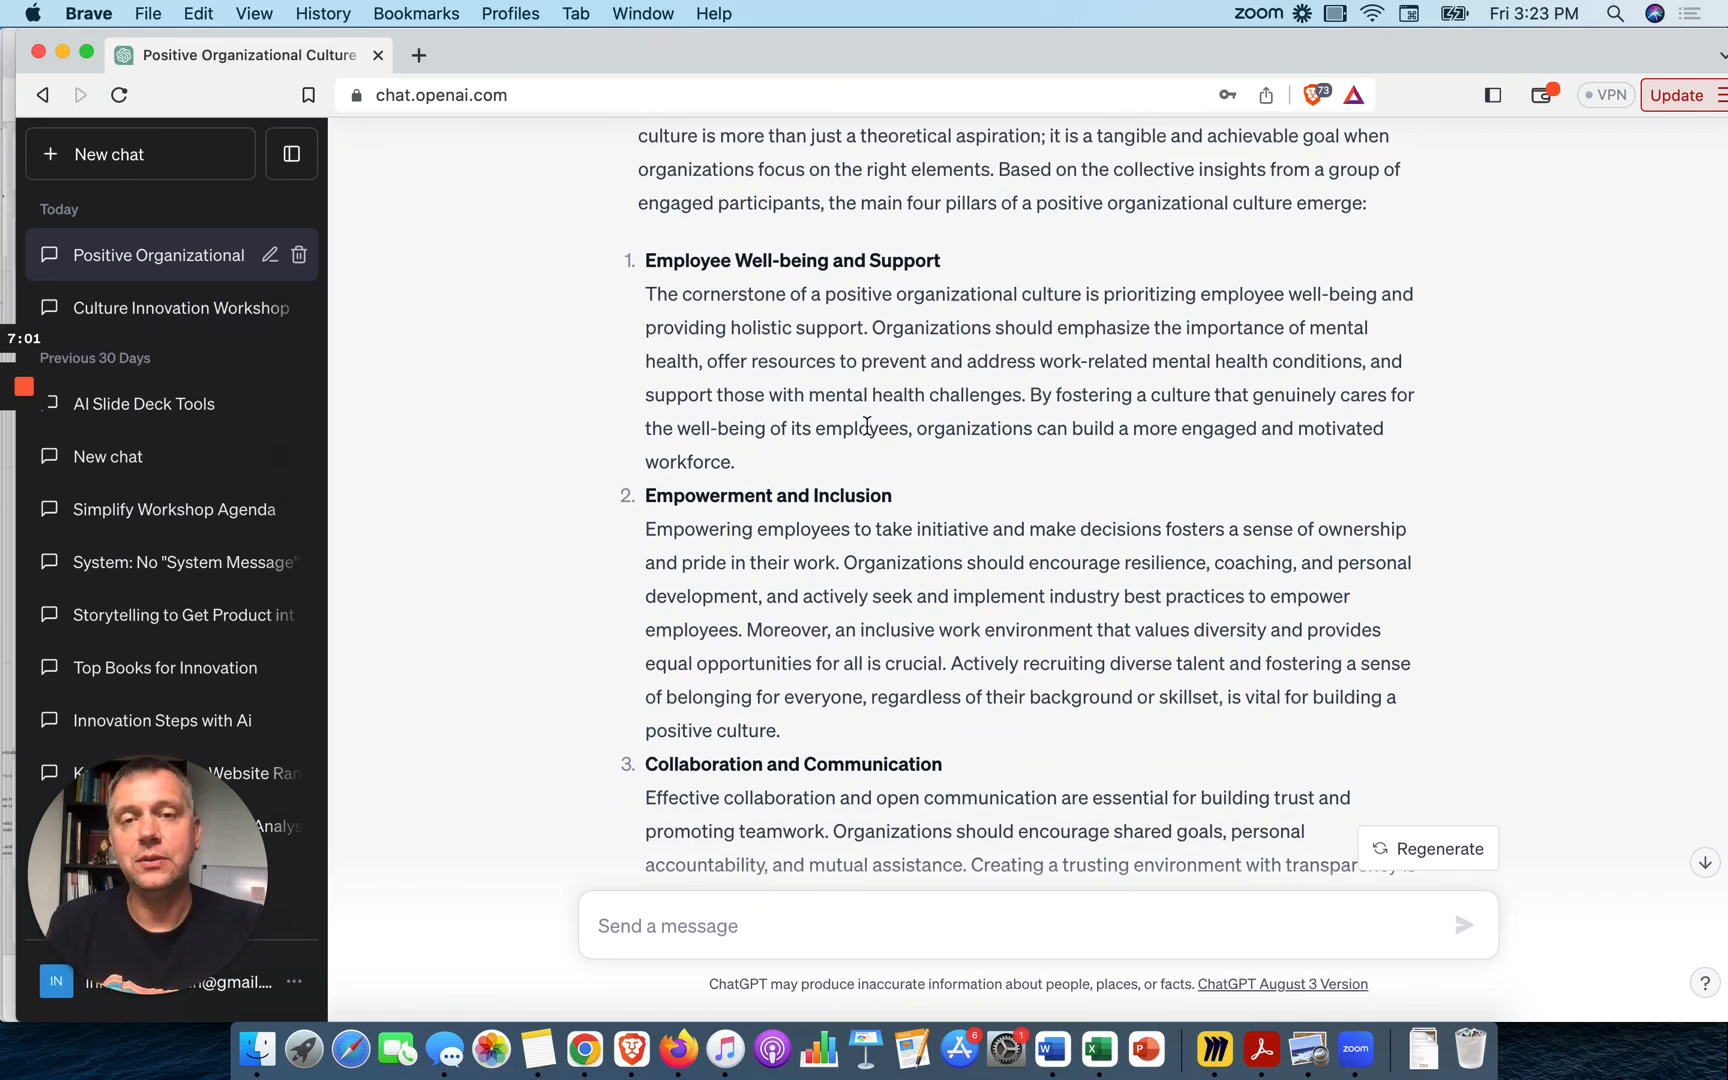 Brave File Edit View History Bookmarks Profiles Tab Window Help zoom Fri 3:23 PM
Positive Organizational Culture
chat.openai.com 73 VPN Update
New chat
Today
Positive Organizational
Culture Innovation Workshop
7:01
Previous 30 Days
AI Slide Deck Tools
New chat
Simplify Workshop Agenda
System: No "System Message"
Storytelling to Get Product int
Top Books for Innovation
Innovation Steps with Ai
Website Ran
Analys
IN @gmail....
culture is more than just a theoretical aspiration; it is a tangible and achievable goal when
organizations focus on the right elements. Based on the collective insights from a group of
engaged participants, the main four pillars of a positive organizational culture emerge:
1. Employee Well-being and Support
The cornerstone of a positive organizational culture is prioritizing employee well-being and
providing holistic support. Organizations should emphasize the importance of mental
health, offer resources to prevent and address work-related mental health conditions, and
support those with mental health challenges. By fostering a culture that genuinely cares for
the well-being of its employees, organizations can build a more engaged and motivated
workforce.
2. Empowerment and Inclusion
Empowering employees to take initiative and make decisions fosters a sense of ownership
and pride in their work. Organizations should encourage resilience, coaching, and personal
development, and actively seek and implement industry best practices to empower
employees. Moreover, an inclusive work environment that values diversity and provides
equal opportunities for all is crucial. Actively recruiting diverse talent and fostering a sense
of belonging for everyone, regardless of their background or skillset, is vital for building a
positive culture.
3. Collaboration and Communication
Effective collaboration and open communication are essential for building trust and
promoting teamwork. Organizations should encourage shared goals, personal
accountability, and mutual assistance. Creating a trusting environment with
Regenerate
Send a message
ChatGPT may produce inaccurate information about people, places, or facts. ChatGPT August 3 Version
?
6 1 zoom